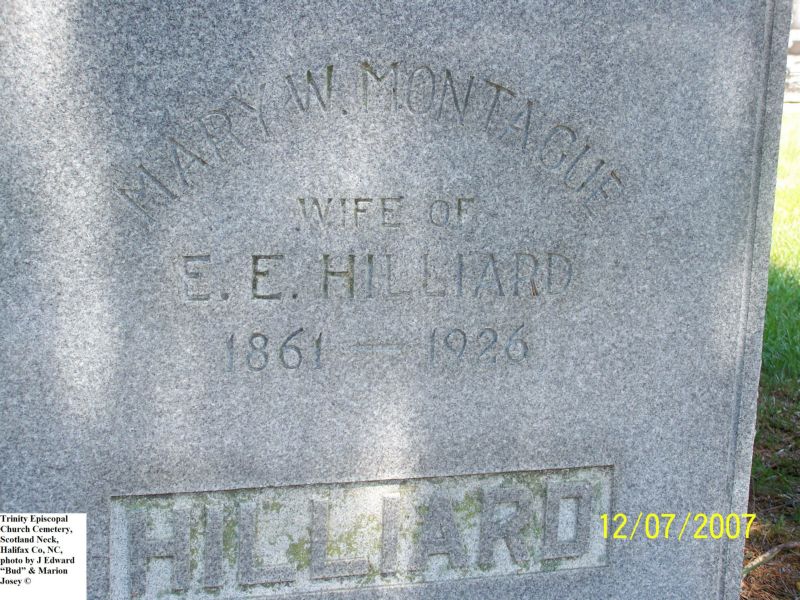 MARY W. MONTAGUE
WIFE OF
E. E. HILLIARD
1861 — 1926
HILLIARD
Trinity Episcopal
Church Cemetery,
Scotland Neck,
Halifax Co, NC,
photo by J Edward
“Bud” & Marion
Josey ©
12/07/2007